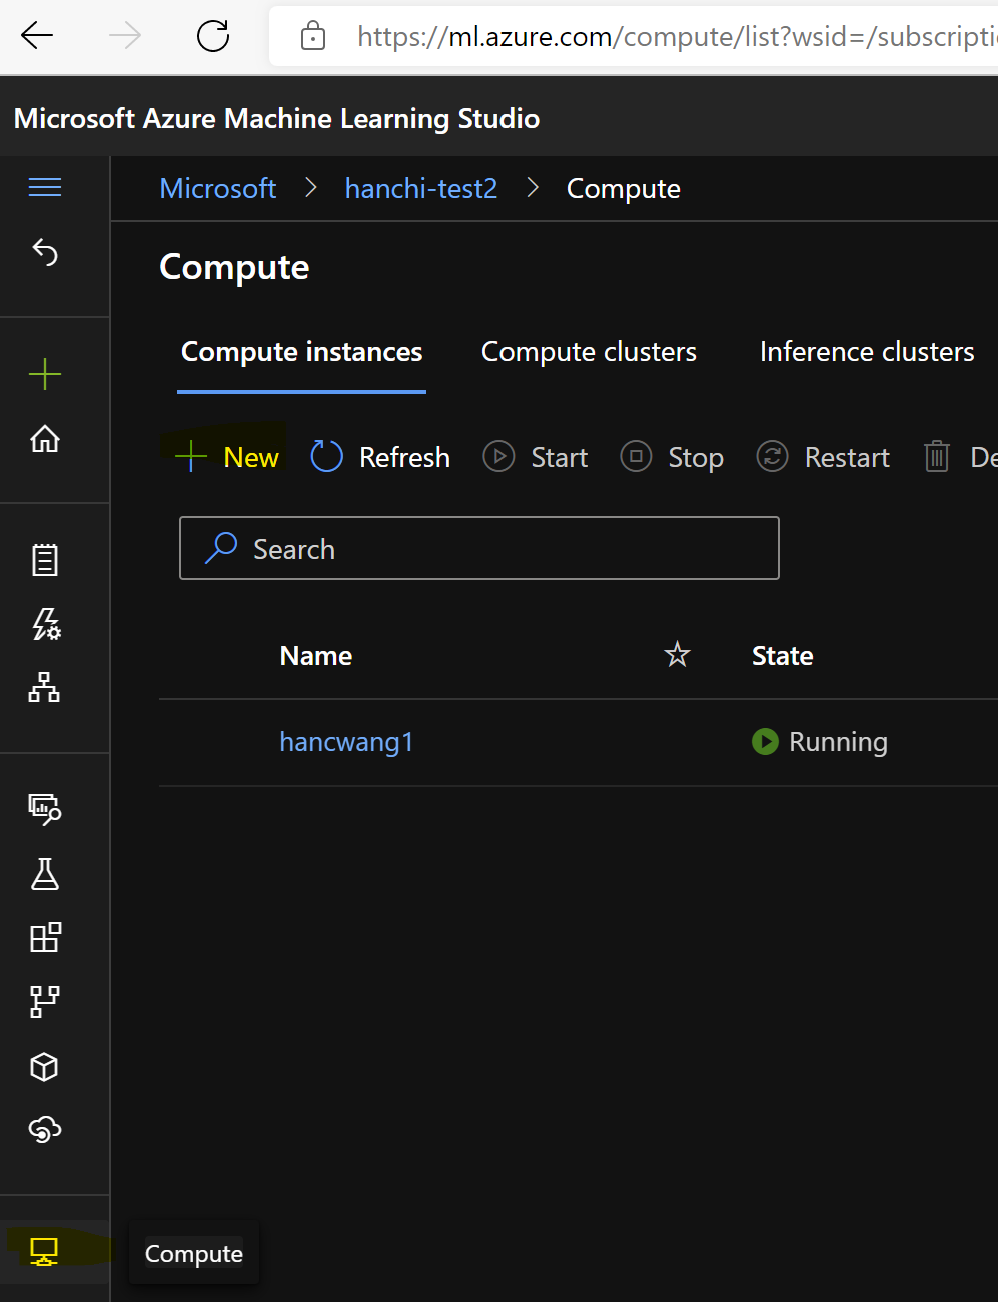 https://ml.azure.com/compute/list?wsid=/subscripti
Microsoft Azure Machine Learning Studio
Microsoft > hanchi-test2 > Compute
Compute
Compute instances Compute clusters Inference clusters
New Refresh Start Stop Restart De
Search
Name State
hancwang1 Running
Compute